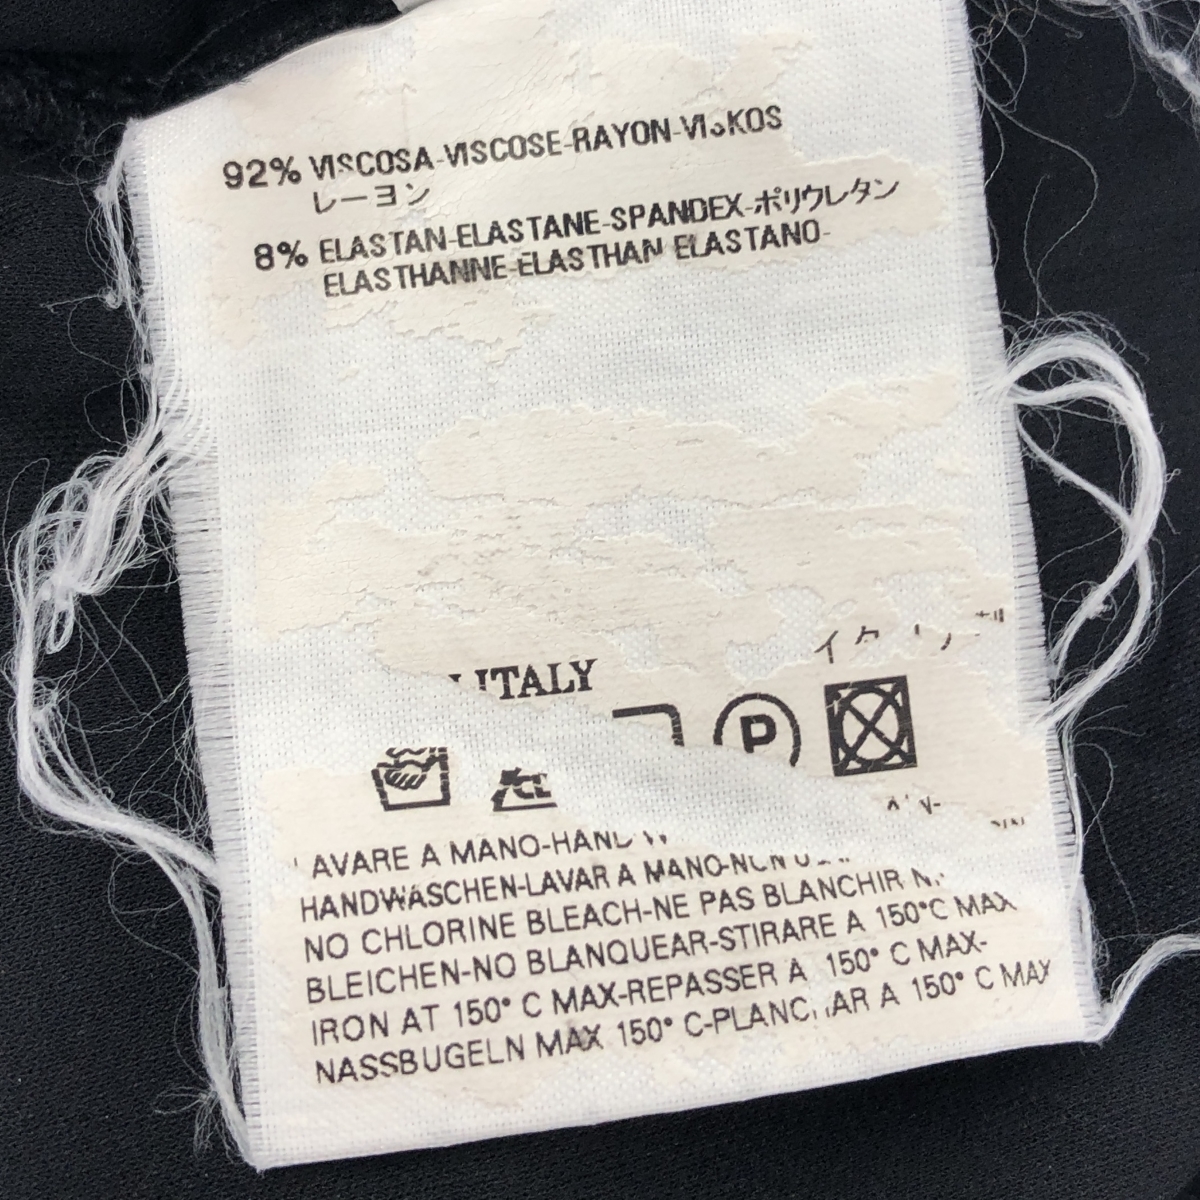 92% VISCOSA-VISCOSE-RAYON-VISKOS
レーヨン
8% ELASTAN-ELASTANE-SPANDEX-ポリウレタン
ELASTHANNE-ELASTHAN ELASTANO-
ITALY
P
AVARE A MANO-HAND
HANDWASCHEN-LAVAR A MANO-NON
NO CHLORINE BLEACH-NE PAS BLANCHIR
BLEICHEN-NO BLANQUEAR-STIRARE A 150°C MAX
IRON AT 150° C MAX-REPASSER A 150° C MAX-
NASSBUGELN MAX 150° C-PLANCHAR A 150° C MAX